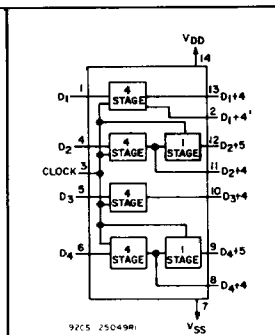 VDD
14
1
D1
4 STAGE
13
D1+4
2
D1+4'
4
D2
4 STAGE
1 STAGE
12
D2+5
CLOCK
3
11
D2+4
5
D3
4 STAGE
10
D3+4
6
D4
4 STAGE
1 STAGE
9
D4+5
8
D4+4
7
VSS
92CS 25049R1